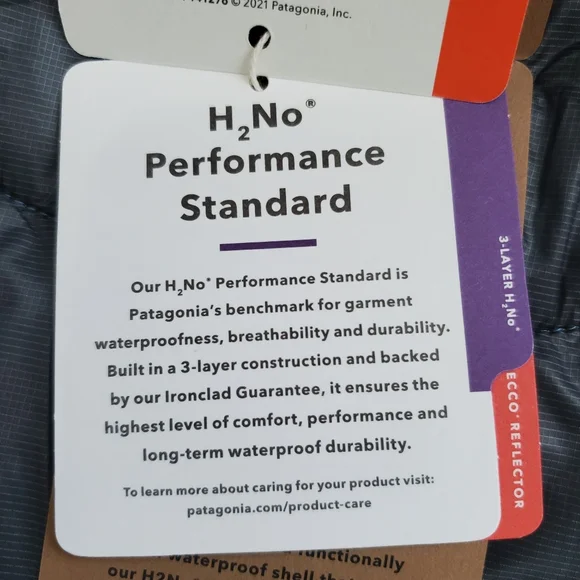 © 2021 Patagonia, Inc.
H₂No®
Performance
Standard
Our H₂No® Performance Standard is
Patagonia's benchmark for garment
waterproofness, breathability and durability.
Built in a 3-layer construction and backed
by our Ironclad Guarantee, it ensures the
highest level of comfort, performance and
long-term waterproof durability.
To learn more about caring for your product visit:
patagonia.com/product-care
3-LAYER H₂No®
RECCO® REFLECTOR
functionally
waterproof shell
our